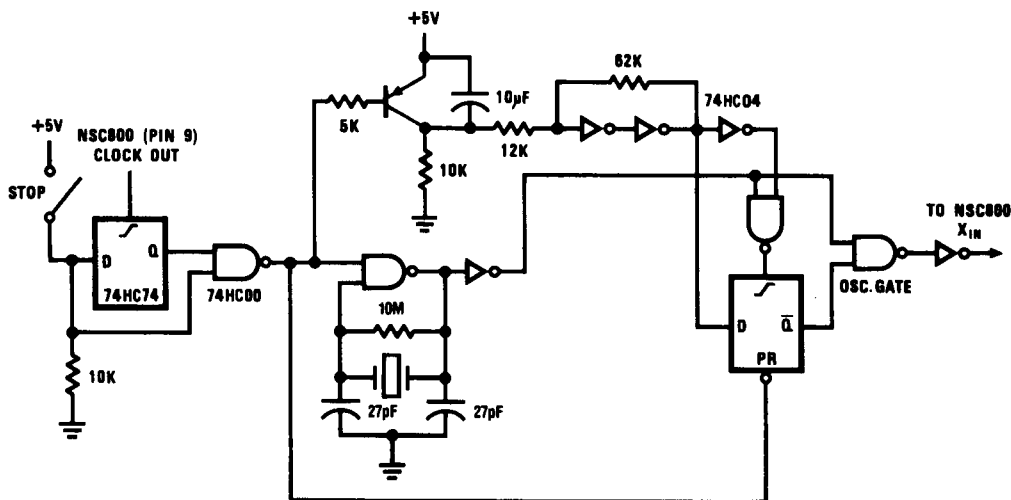 +5V
62K
74HC04
10µF
5K
12K
10K
+5V
NSC800 (PIN 9)
CLOCK OUT
STOP
D
Q
74HC74
74HC00
10K
10M
27pF
27pF
TO NSC800
XIN
OSC. GATE
D
Q̅
PR